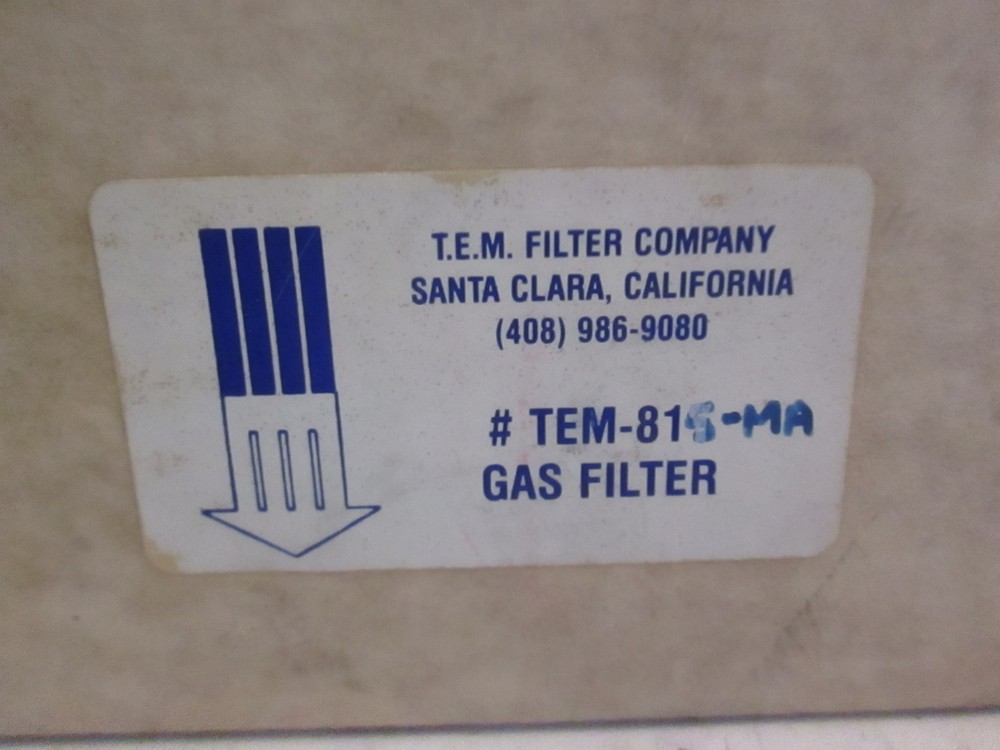 T.E.M. FILTER COMPANY
SANTA CLARA, CALIFORNIA
(408) 986-9080
# TEM-815-MA
GAS FILTER